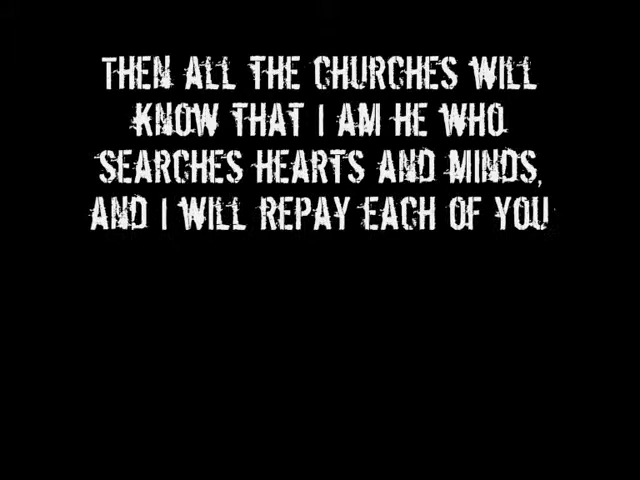 THEN ALL THE CHURCHES WILL
KNOW THAT I AM HE WHO
SEARCHES HEARTS AND MINDS,
AND I WILL REPAY EACH OF YOU